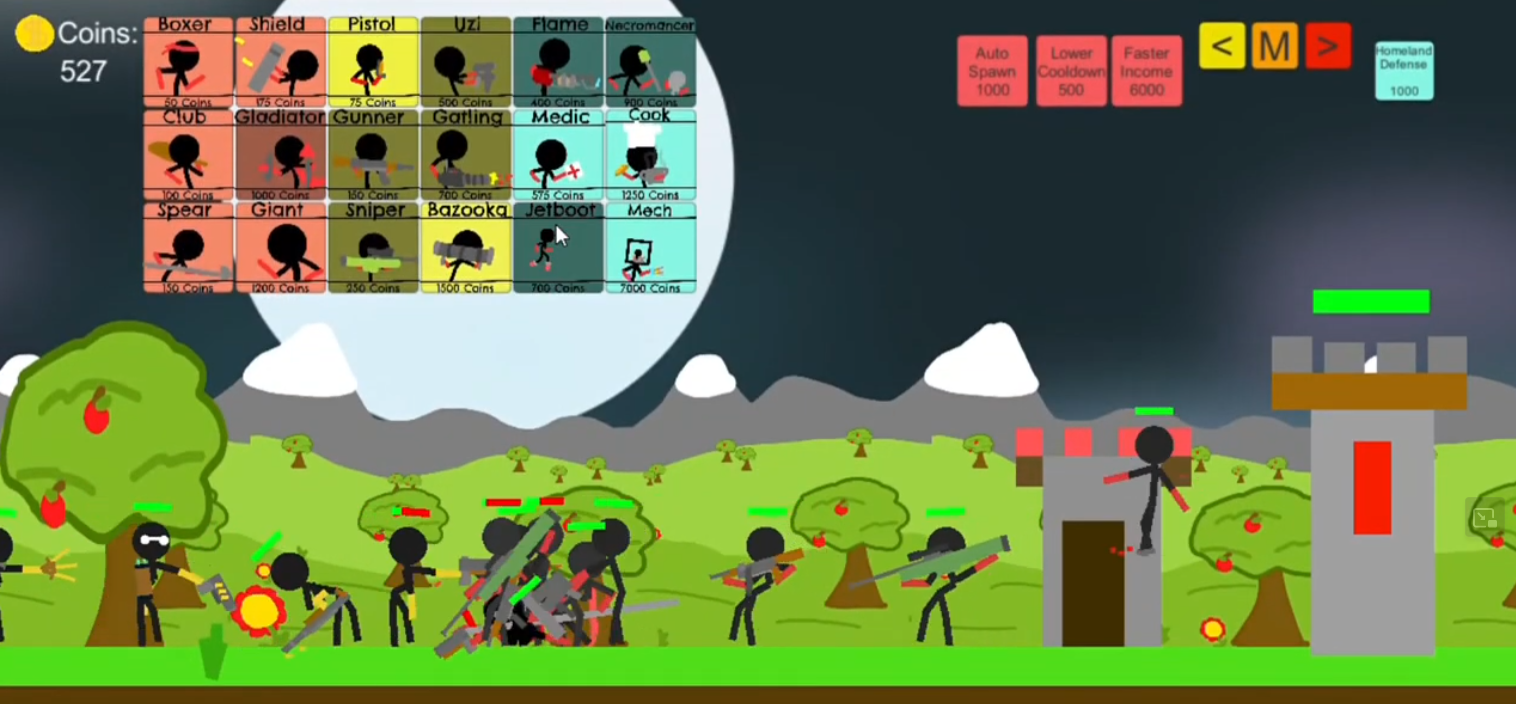 Coins:
527
Boxer
50 Coins
Shield
175 Coins
Pistol
75 Coins
Uzi
500 Coins
Flame
400 Coins
Necromancer
900 Coins
Club
100 Coins
Gladiator
1000 Coins
Gunner
150 Coins
Gatling
700 Coins
Medic
575 Coins
Cook
1250 Coins
Spear
150 Coins
Giant
1200 Coins
Sniper
250 Coins
Bazooka
1500 Coins
Jetboot
700 Coins
Mech
7000 Coins
Auto
Spawn
1000
Lower
Cooldown
500
Faster
Income
6000
<
M
>
Homeland
Defense
1000